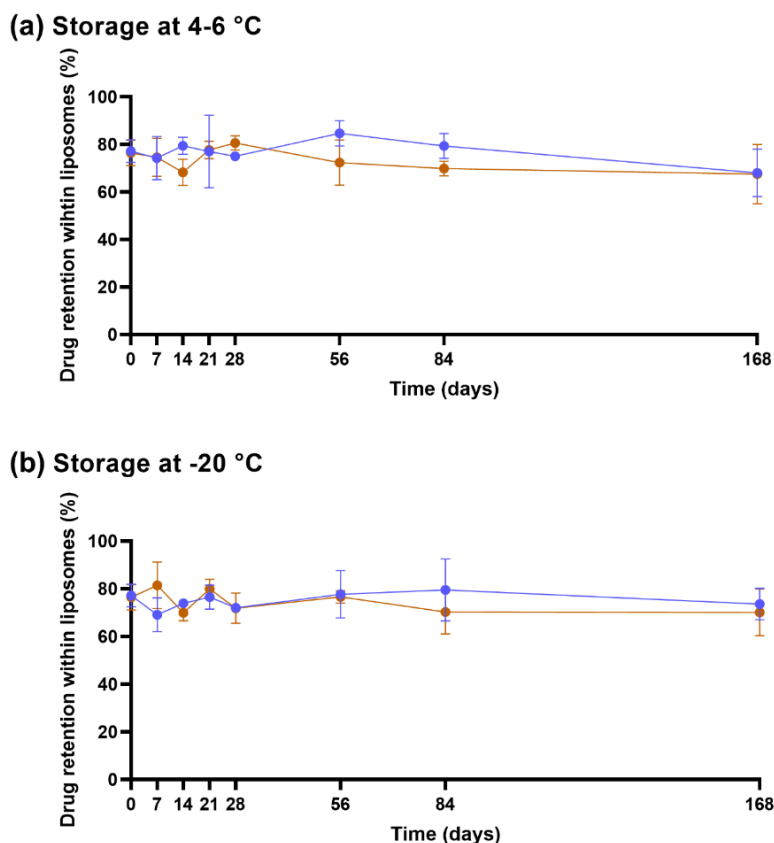 (a) Storage at 4-6 °C
Drug retention wihtin liposomes (%)
100
80
60
40
20
0
0 7 14 21 28 56 84 168
Time (days)
(b) Storage at -20 °C
Drug retention within liposomes (%)
100
80
60
40
20
0
0 7 14 21 28 56 84 168
Time (days)